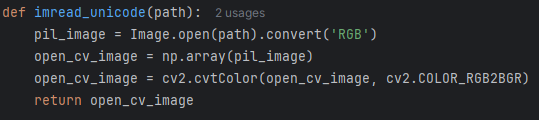 def imread_unicode(path):  2 usages
    pil_image = Image.open(path).convert('RGB')
    open_cv_image = np.array(pil_image)
    open_cv_image = cv2.cvtColor(open_cv_image, cv2.COLOR_RGB2BGR)
    return open_cv_image